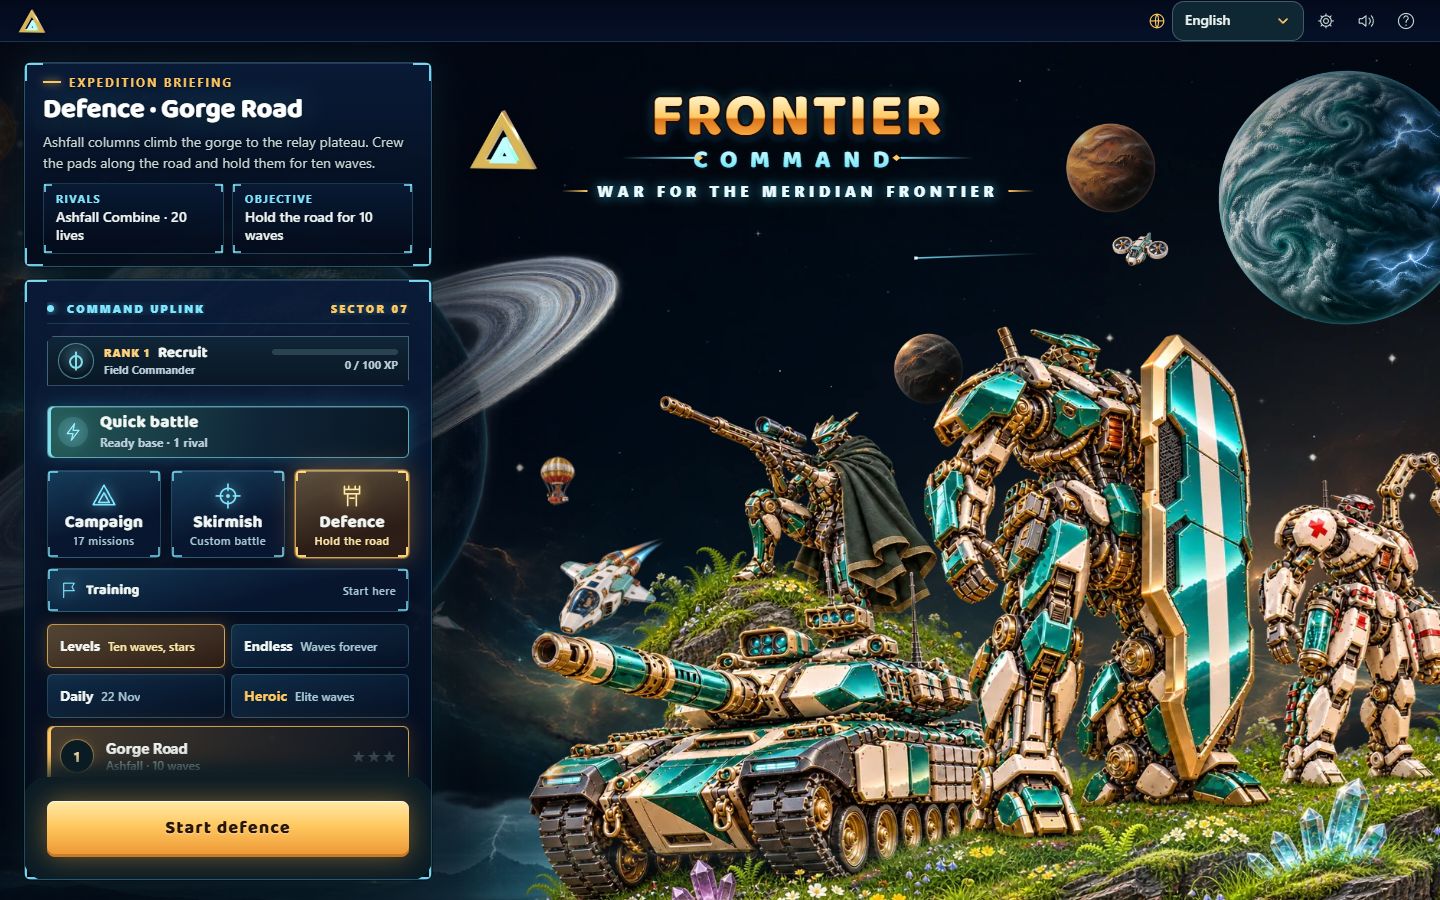 English
EXPEDITION BRIEFING
Defence · Gorge Road
Ashfall columns climb the gorge to the relay plateau. Crew
the pads along the road and hold them for ten waves.
RIVALS
Ashfall Combine · 20
lives
OBJECTIVE
Hold the road for 10
waves
COMMAND UPLINK
SECTOR 07
RANK 1 Recruit
Field Commander
0 / 100 XP
Quick battle
Ready base · 1 rival
Campaign
17 missions
Skirmish
Custom battle
Defence
Hold the road
Training
Start here
Levels Ten waves, stars
Endless Waves forever
Daily 22 Nov
Heroic Elite waves
1
Gorge Road
Ashfall · 10 waves
Start defence
FRONTIER
COMMAND
WAR FOR THE MERIDIAN FRONTIER